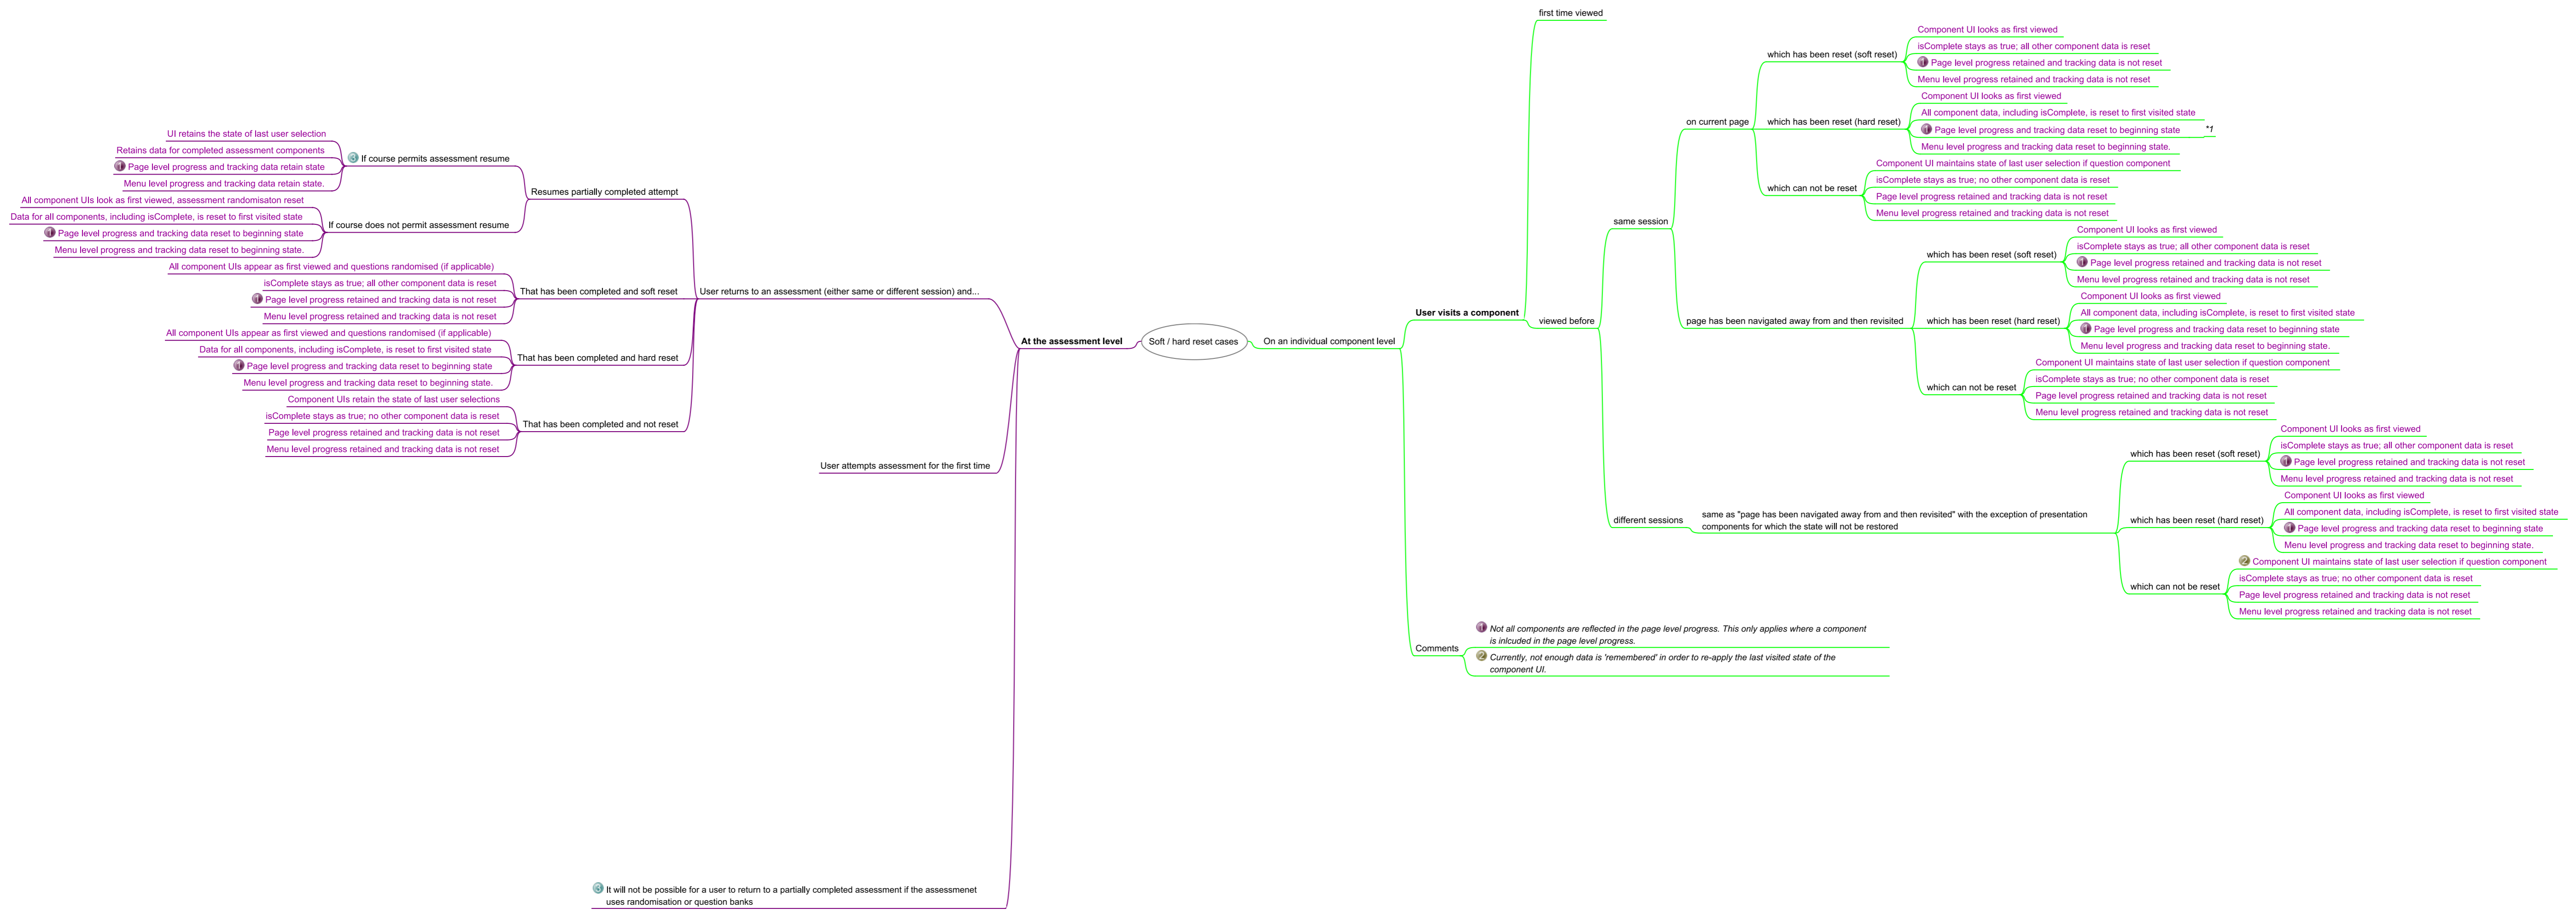 Soft / hard reset cases
On an individual component level
User visits a component
first time viewed
viewed before
same session
on current page
which has been reset (soft reset)
Component UI looks as first viewed
isComplete stays as true; all other component data is reset
1 Page level progress retained and tracking data is not reset
Menu level progress retained and tracking data is not reset
which has been reset (hard reset)
Component UI looks as first viewed
All component data, including isComplete, is reset to first visited state
1 Page level progress and tracking data reset to beginning state
*1
Menu level progress and tracking data reset to beginning state.
which can not be reset
Component UI maintains state of last user selection if question component
isComplete stays as true; no other component data is reset
Page level progress retained and tracking data is not reset
Menu level progress retained and tracking data is not reset
page has been navigated away from and then revisited
which has been reset (soft reset)
Component UI looks as first viewed
isComplete stays as true; all other component data is reset
1 Page level progress retained and tracking data is not reset
Menu level progress retained and tracking data is not reset
which has been reset (hard reset)
Component UI looks as first viewed
All component data, including isComplete, is reset to first visited state
1 Page level progress and tracking data reset to beginning state
Menu level progress and tracking data reset to beginning state.
which can not be reset
Component UI maintains state of last user selection if question component
isComplete stays as true; no other component data is reset
Page level progress retained and tracking data is not reset
Menu level progress retained and tracking data is not reset
different sessions
same as "page has been navigated away from and then revisited" with the exception of presentation
components for which the state will not be restored
which has been reset (soft reset)
Component UI looks as first viewed
isComplete stays as true; all other component data is reset
1 Page level progress retained and tracking data is not reset
Menu level progress retained and tracking data is not reset
which has been reset (hard reset)
Component UI looks as first viewed
All component data, including isComplete, is reset to first visited state
1 Page level progress and tracking data reset to beginning state
Menu level progress and tracking data reset to beginning state.
which can not be reset
2 Component UI maintains state of last user selection if question component
isComplete stays as true; no other component data is reset
Page level progress retained and tracking data is not reset
Menu level progress retained and tracking data is not reset
Comments
1 Not all components are reflected in the page level progress. This only applies where a component
is inlcuded in the page level progress.
2 Currently, not enough data is 'remembered' in order to re-apply the last visited state of the
component UI.
At the assessment level
User returns to an assessment (either same or different session) and...
Resumes partially completed attempt
3 If course permits assessment resume
UI retains the state of last user selection
Retains data for completed assessment components
1 Page level progress and tracking data retain state
Menu level progress and tracking data retain state.
If course does not permit assessment resume
All component UIs look as first viewed, assessment randomisaton reset
Data for all components, including isComplete, is reset to first visited state
1 Page level progress and tracking data reset to beginning state
Menu level progress and tracking data reset to beginning state.
That has been completed and soft reset
All component UIs appear as first viewed and questions randomised (if applicable)
isComplete stays as true; all other component data is reset
1 Page level progress retained and tracking data is not reset
Menu level progress retained and tracking data is not reset
That has been completed and hard reset
All component UIs appear as first viewed and questions randomised (if applicable)
Data for all components, including isComplete, is reset to first visited state
1 Page level progress and tracking data reset to beginning state
Menu level progress and tracking data reset to beginning state.
That has been completed and not reset
Component UIs retain the state of last user selections
isComplete stays as true; no other component data is reset
Page level progress retained and tracking data is not reset
Menu level progress retained and tracking data is not reset
User attempts assessment for the first time
3 It will not be possible for a user to return to a partially completed assessment if the assessmenet
uses randomisation or question banks